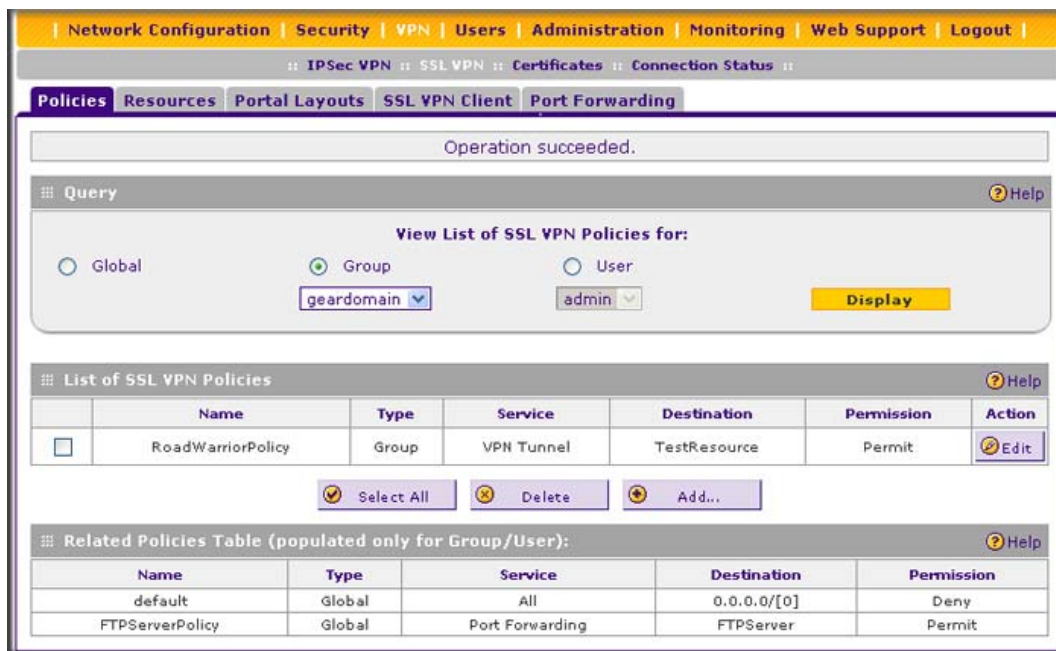 | Network Configuration | Security | VPN | Users | Administration | Monitoring | Web Support | Logout |
:: IPSec VPN :: SSL VPN :: Certificates :: Connection Status ::
Policies Resources Portal Layouts SSL VPN Client Port Forwarding
Operation succeeded.
Query ? Help
View List of SSL VPN Policies for:
Global Group User
geardomain admin Display
List of SSL VPN Policies ? Help
Name Type Service Destination Permission Action
RoadWarriorPolicy Group VPN Tunnel TestResource Permit Edit
Select All Delete Add...
Related Policies Table (populated only for Group/User): ? Help
Name Type Service Destination Permission
default Global All 0.0.0.0/[0] Deny
FTPServerPolicy Global Port Forwarding FTPServer Permit